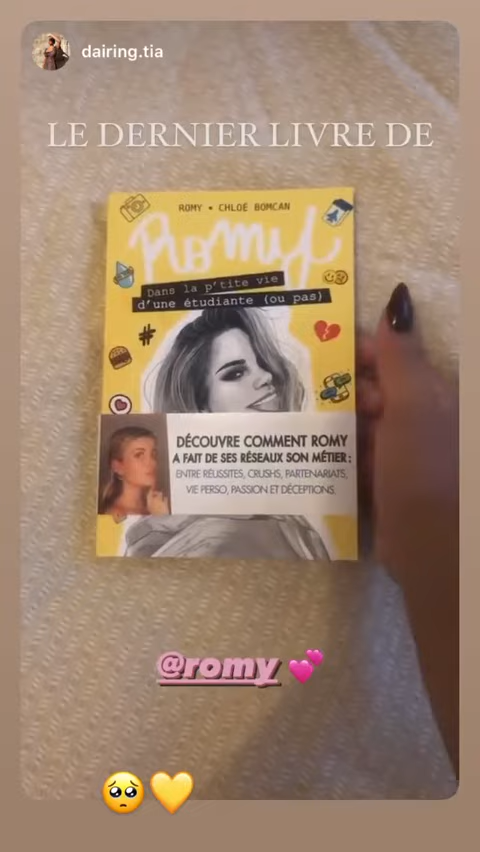 dairing.tia
LE DERNIER LIVRE DE
ROMY • CHLOÉ BOMCAN
Romy
Dans la p'tite vie
d'une étudiante (ou pas)
#
DÉCOUVRE COMMENT ROMY
A FAIT DE SES RÉSEAUX SON MÉTIER :
ENTRE RÉUSSITES, CRUSHS, PARTENARIATS,
VIE PERSO, PASSION ET DÉCEPTIONS.
@romy 💕
🥺💛